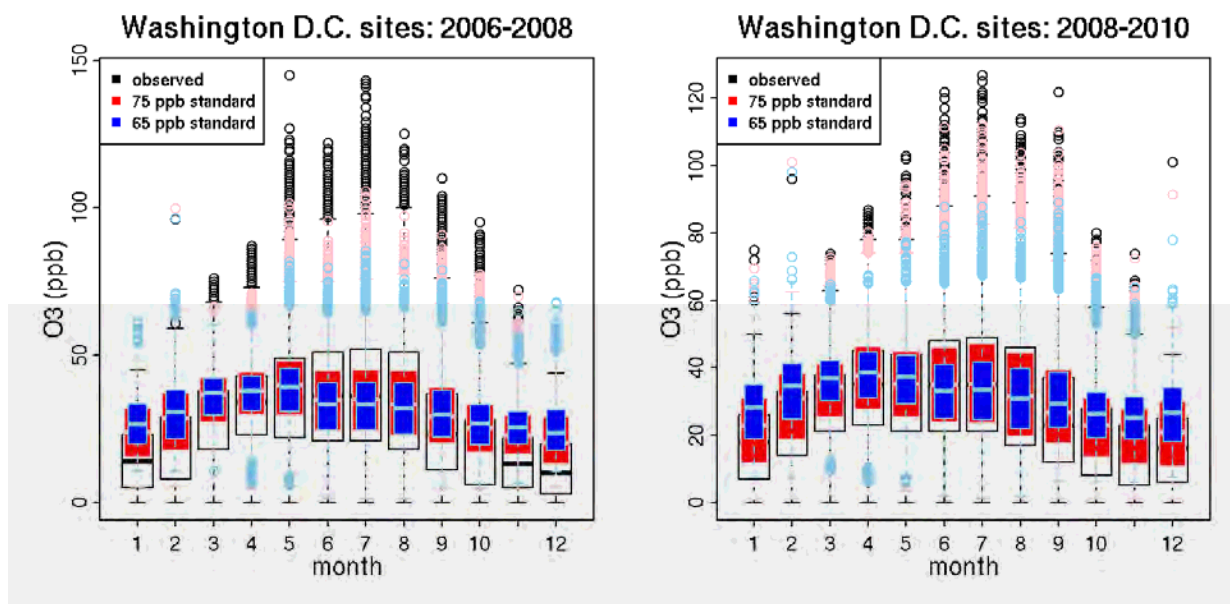 Washington D.C. sites: 2006-2008
150
observed
75 ppb standard
65 ppb standard
100
50
0
O3 (ppb)
1 2 3 4 5 6 7 8 9 10 12
month
Washington D.C. sites: 2008-2010
observed
75 ppb standard
65 ppb standard
120
100
80
60
40
20
0
O3 (ppb)
1 2 3 4 5 6 7 8 9 10 12
month